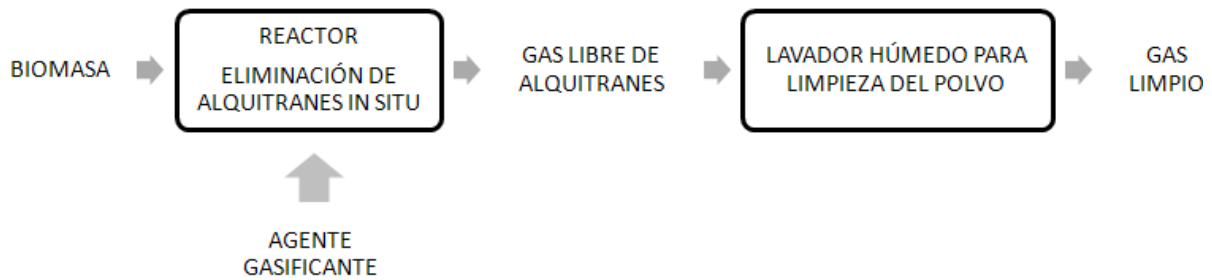 BIOMASA
REACTOR
ELIMINACIÓN DE
ALQUITRANES IN SITU
GAS LIBRE DE
ALQUITRANES
LAVADOR HÚMEDO PARA
LIMPIEZA DEL POLVO
GAS
LIMPIO
AGENTE
GASIFICANTE